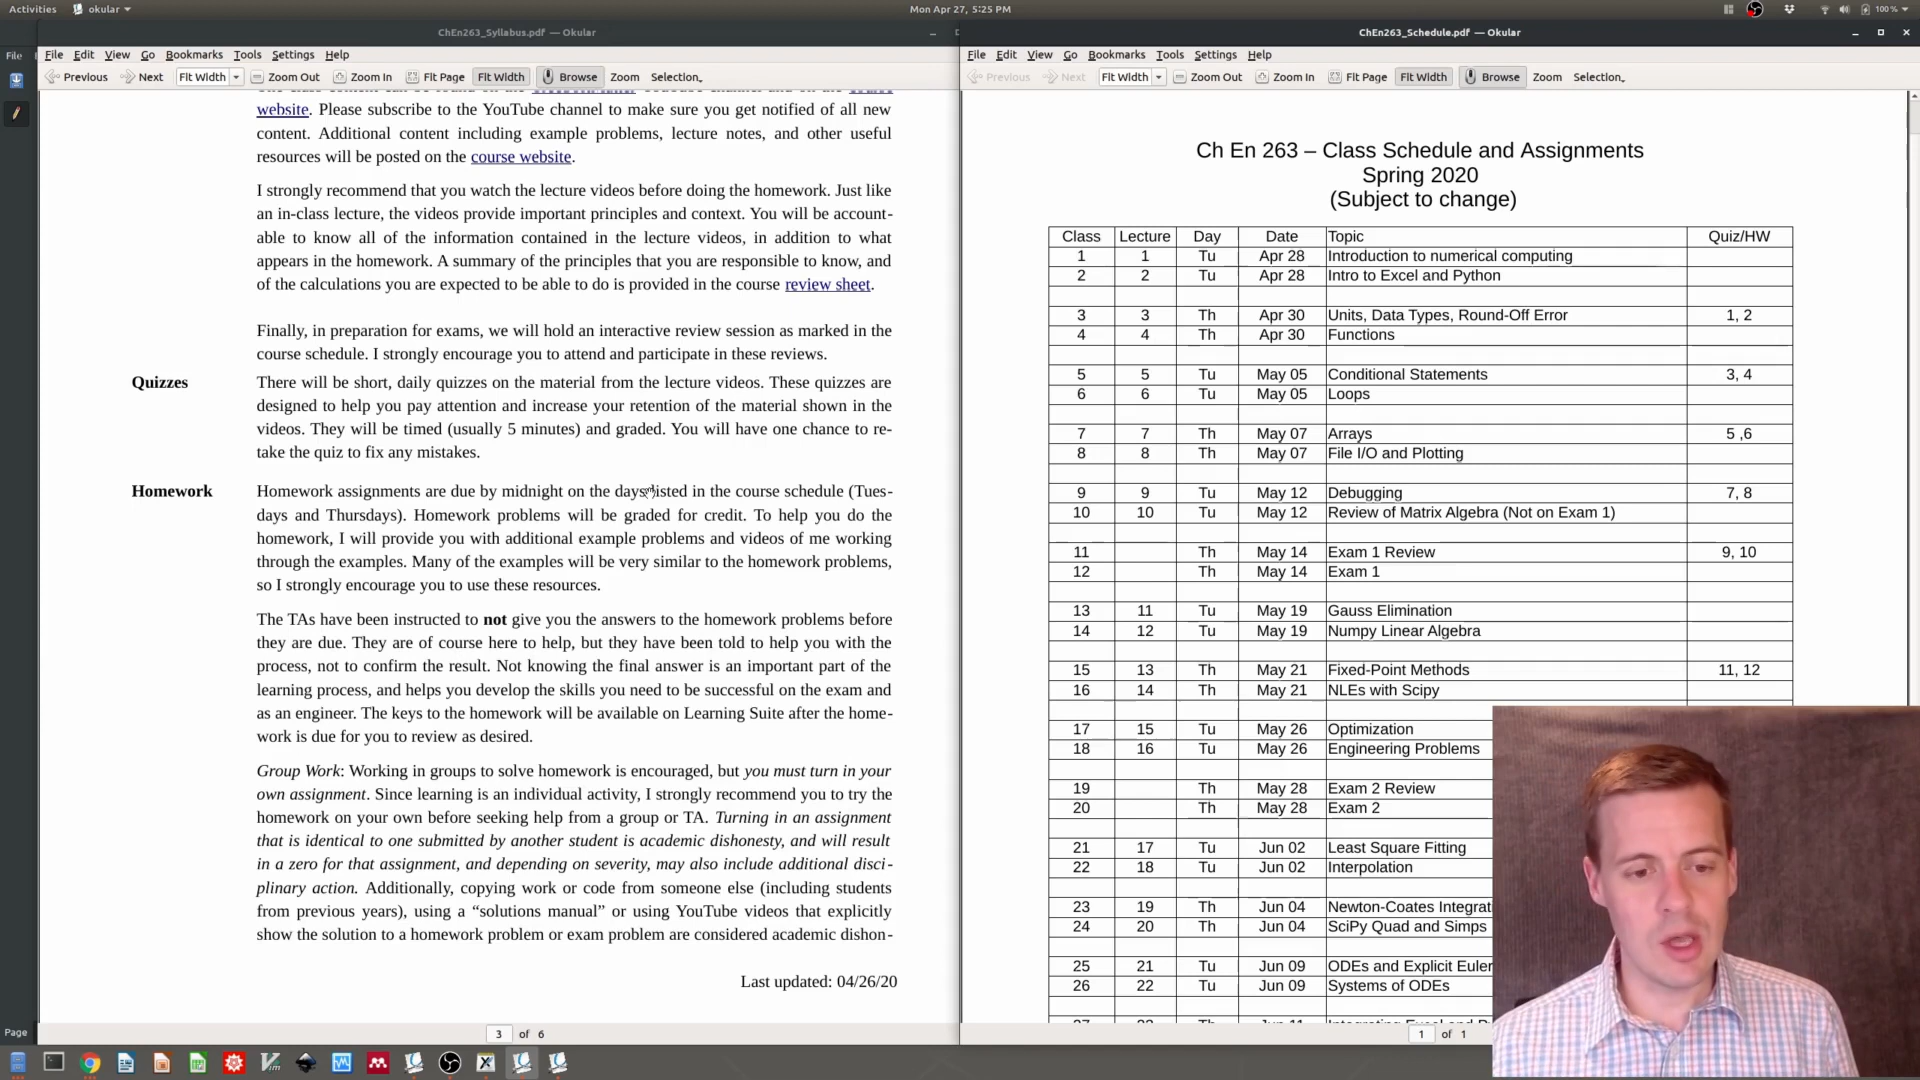 Activities
okular
Mon Apr 27, 5:25 PM
100 %
ChEn263_Syllabus.pdf — Okular
File Edit View Go Bookmarks Tools Settings Help
Previous Next Fit Width Zoom Out Zoom In Fit Page Fit Width Browse Zoom Selection
website. Please subscribe to the YouTube channel to make sure you get notified of all new
content. Additional content including example problems, lecture notes, and other useful
resources will be posted on the course website.
I strongly recommend that you watch the lecture videos before doing the homework. Just like
an in-class lecture, the videos provide important principles and context. You will be account-
able to know all of the information contained in the lecture videos, in addition to what
appears in the homework. A summary of the principles that you are responsible to know, and
of the calculations you are expected to be able to do is provided in the course review sheet.
Finally, in preparation for exams, we will hold an interactive review session as marked in the
course schedule. I strongly encourage you to attend and participate in these reviews.
Quizzes There will be short, daily quizzes on the material from the lecture videos. These quizzes are
designed to help you pay attention and increase your retention of the material shown in the
videos. They will be timed (usually 5 minutes) and graded. You will have one chance to re-
take the quiz to fix any mistakes.
Homework Homework assignments are due by midnight on the days listed in the course schedule (Tues-
days and Thursdays). Homework problems will be graded for credit. To help you do the
homework, I will provide you with additional example problems and videos of me working
through the examples. Many of the examples will be very similar to the homework problems,
so I strongly encourage you to use these resources.
The TAs have been instructed to not give you the answers to the homework problems before
they are due. They are of course here to help, but they have been told to help you with the
process, not to confirm the result. Not knowing the final answer is an important part of the
learning process, and helps you develop the skills you need to be successful on the exam and
as an engineer. The keys to the homework will be available on Learning Suite after the home-
work is due for you to review as desired.
Group Work: Working in groups to solve homework is encouraged, but you must turn in your
own assignment. Since learning is an individual activity, I strongly recommend you to try the
homework on your own before seeking help from a group or TA. Turning in an assignment
that is identical to one submitted by another student is academic dishonesty, and will result
in a zero for that assignment, and depending on severity, may also include additional disci-
plinary action. Additionally, copying work or code from someone else (including students
from previous years), using a “solutions manual” or using YouTube videos that explicitly
show the solution to a homework problem or exam problem are considered academic dishon-
Last updated: 04/26/20
3 of 6
File
Page
ChEn263_Schedule.pdf — Okular
File Edit View Go Bookmarks Tools Settings Help
Previous Next Fit Width Zoom Out Zoom In Fit Page Fit Width Browse Zoom Selection
Ch En 263 – Class Schedule and Assignments
Spring 2020
(Subject to change)
Class Lecture Day Date Topic Quiz/HW
1 1 Tu Apr 28 Introduction to numerical computing
2 2 Tu Apr 28 Intro to Excel and Python
3 3 Th Apr 30 Units, Data Types, Round-Off Error 1, 2
4 4 Th Apr 30 Functions
5 5 Tu May 05 Conditional Statements 3, 4
6 6 Tu May 05 Loops
7 7 Th May 07 Arrays 5 ,6
8 8 Th May 07 File I/O and Plotting
9 9 Tu May 12 Debugging 7, 8
10 10 Tu May 12 Review of Matrix Algebra (Not on Exam 1)
11 Th May 14 Exam 1 Review 9, 10
12 Th May 14 Exam 1
13 11 Tu May 19 Gauss Elimination
14 12 Tu May 19 Numpy Linear Algebra
15 13 Th May 21 Fixed-Point Methods 11, 12
16 14 Th May 21 NLEs with Scipy
17 15 Tu May 26 Optimization
18 16 Tu May 26 Engineering Problems
19 Th May 28 Exam 2 Review
20 Th May 28 Exam 2
21 17 Tu Jun 02 Least Square Fitting
22 18 Tu Jun 02 Interpolation
23 19 Th Jun 04 Newton-Coates Integrat
24 20 Th Jun 04 SciPy Quad and Simps
25 21 Tu Jun 09 ODEs and Explicit Euler
26 22 Tu Jun 09 Systems of ODEs
1 of 1